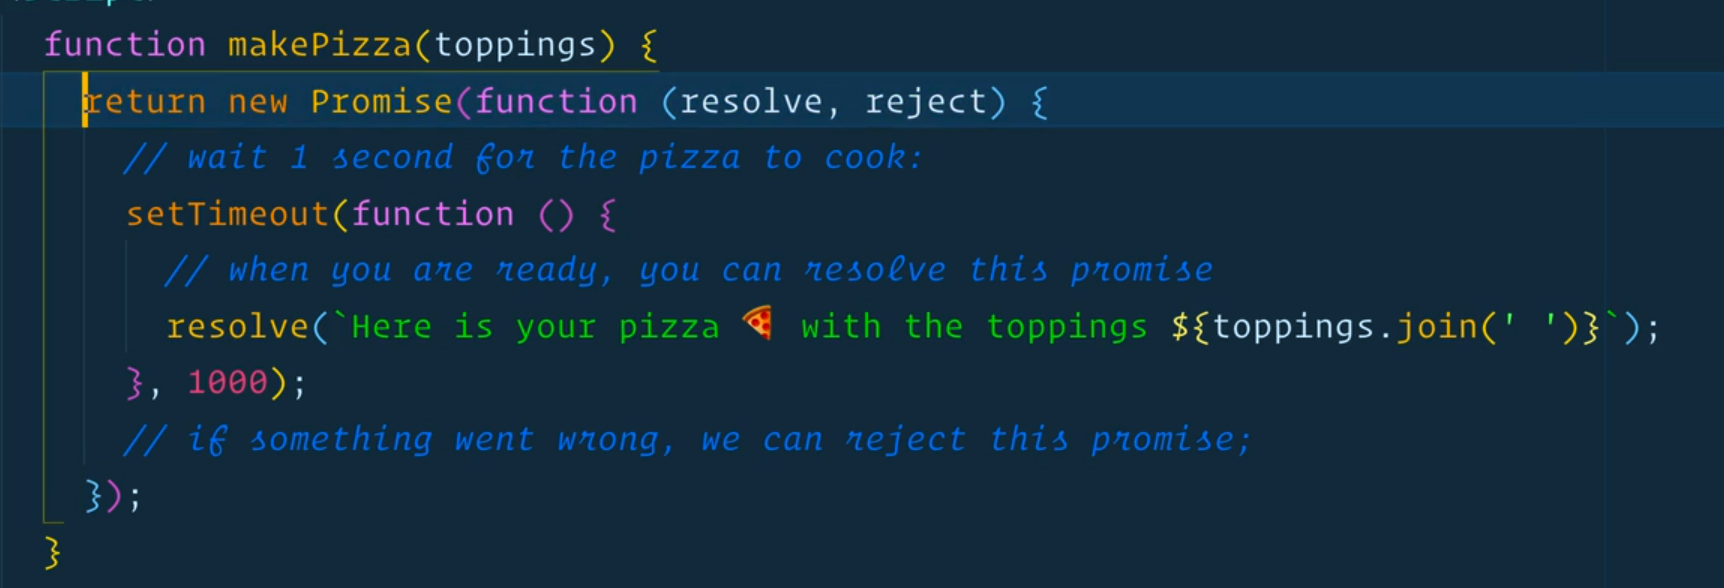 function makePizza(toppings) {
return new Promise(function (resolve, reject) {
// wait 1 second for the pizza to cook:
setTimeout(function () {
// when you are ready, you can resolve this promise
resolve(`Here is your pizza 🍕 with the toppings ${toppings.join(' ')}`);
}, 1000);
// if something went wrong, we can reject this promise;
});
}